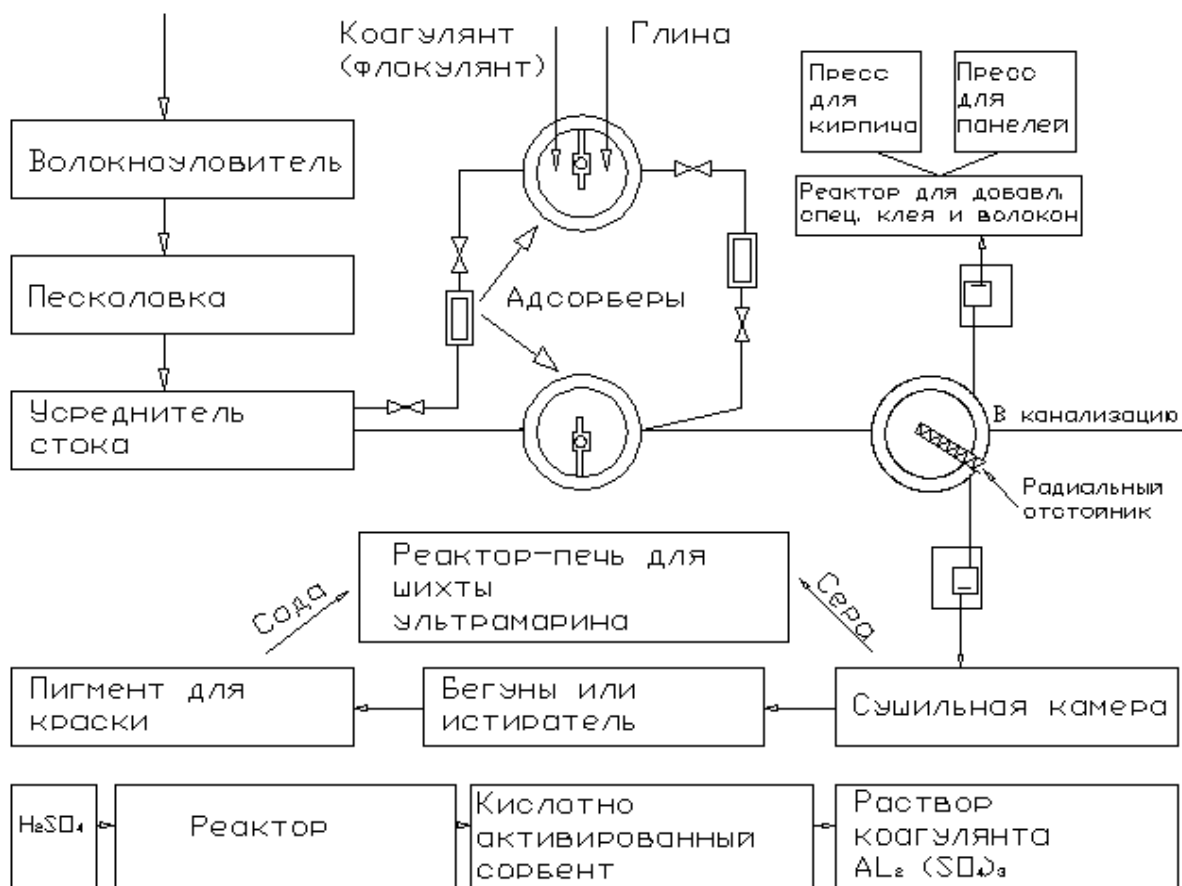 Коагулянт
(Флокулянт)
Глина
Пресс
для
кирпича
Пресс
для
панелей
Волокноуловитель
Реактор для добавл.
спец. клея и волокон
Песколовка
Адсорберы
Усреднитель
стока
В канализацию
Радиальный
отстойник
Реактор-печь для
шихты
ультрамарина
Сода
Сера
Пигмент для
краски
Бегуны или
истиратель
Сушильная камера
H₂SO₄
Реактор
Кислатно
активированный
сорбент
Раствор
коагулянта
AL₂ (SO₄)₃